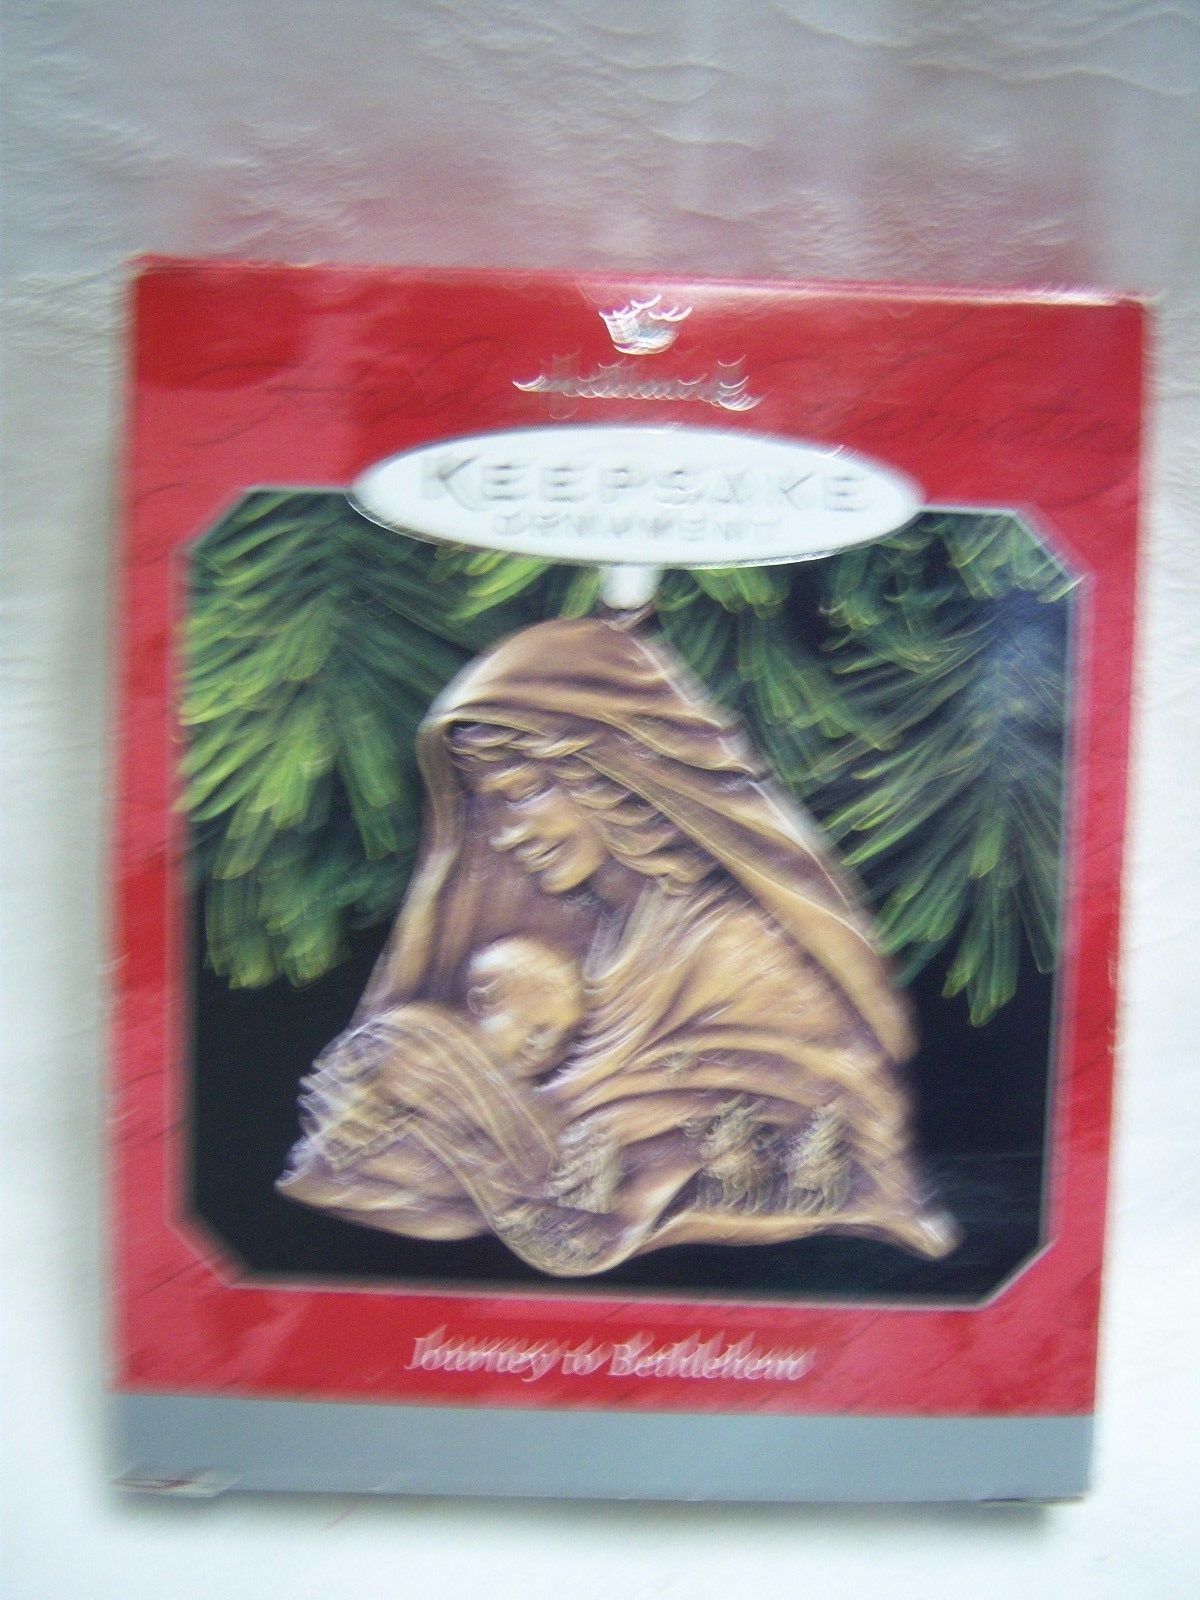 Hallmark
KEEPSAKE
ORNAMENT
Journey to Bethlehem